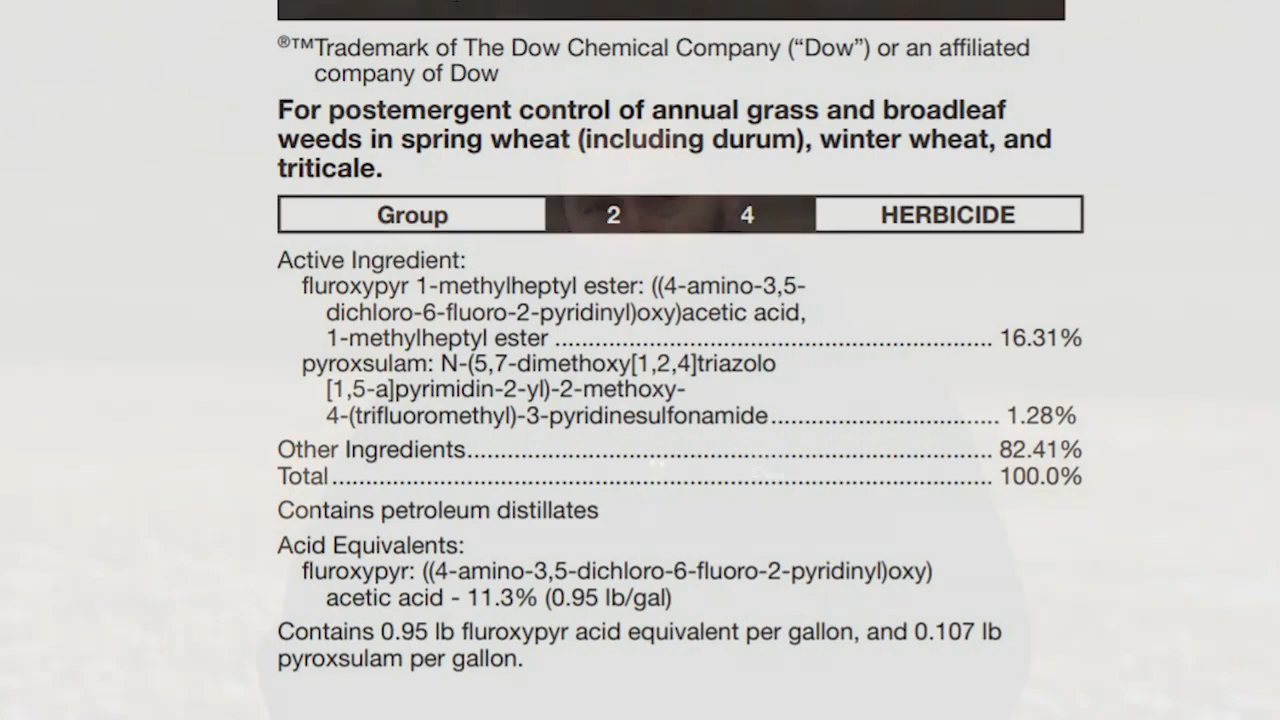 ®™Trademark of The Dow Chemical Company (“Dow”) or an affiliated
company of Dow
For postemergent control of annual grass and broadleaf
weeds in spring wheat (including durum), winter wheat, and
triticale.
Group 2 4 HERBICIDE
Active Ingredient:
fluroxypyr 1-methylheptyl ester: ((4-amino-3,5-
dichloro-6-fluoro-2-pyridinyl)oxy)acetic acid,
1-methylheptyl ester ................................................................ 16.31%
pyroxsulam: N-(5,7-dimethoxy[1,2,4]triazolo
[1,5-a]pyrimidin-2-yl)-2-methoxy-
4-(trifluoromethyl)-3-pyridinesulfonamide.................................. 1.28%
Other Ingredients.............................................................................. 82.41%
Total.................................................................................................. 100.0%
Contains petroleum distillates
Acid Equivalents:
fluroxypyr: ((4-amino-3,5-dichloro-6-fluoro-2-pyridinyl)oxy)
acetic acid - 11.3% (0.95 lb/gal)
Contains 0.95 lb fluroxypyr acid equivalent per gallon, and 0.107 lb
pyroxsulam per gallon.